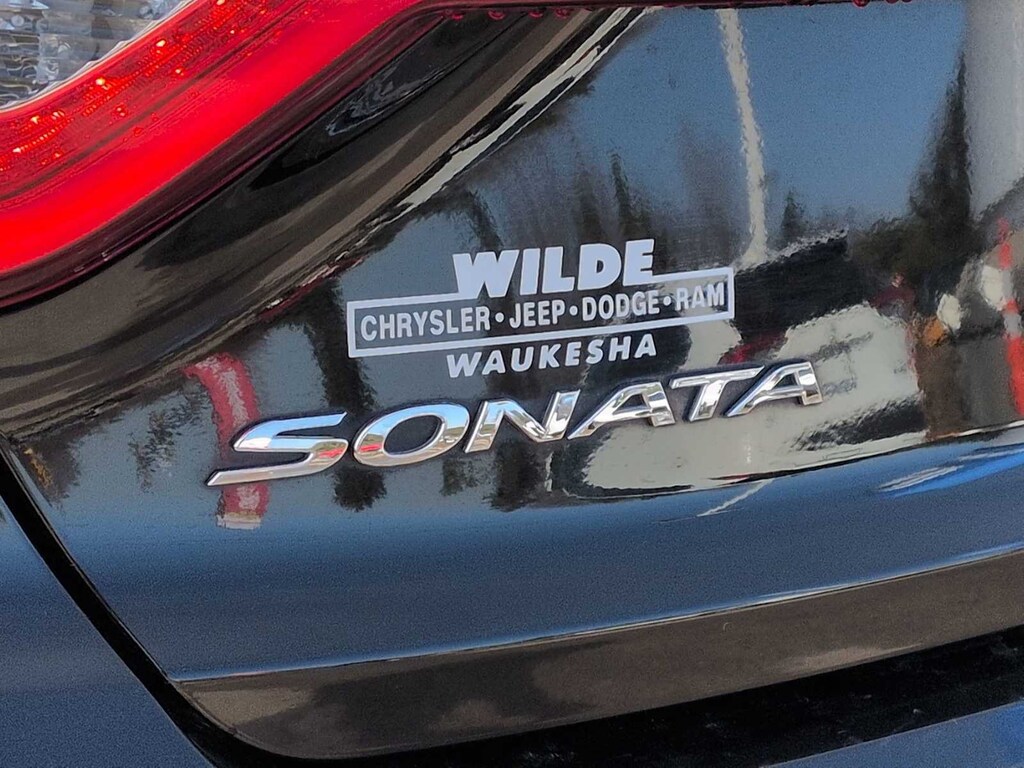 WILDE
CHRYSLER • JEEP • DODGE • RAM
WAUKESHA
SONATA